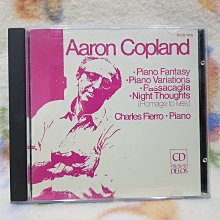 Aaron Copland
• Piano Fantasy
• Piano Variations
• Passacaglia
• Night Thoughts
(Homage to Ives)
Charles Fierro • Piano
CD
DELOS